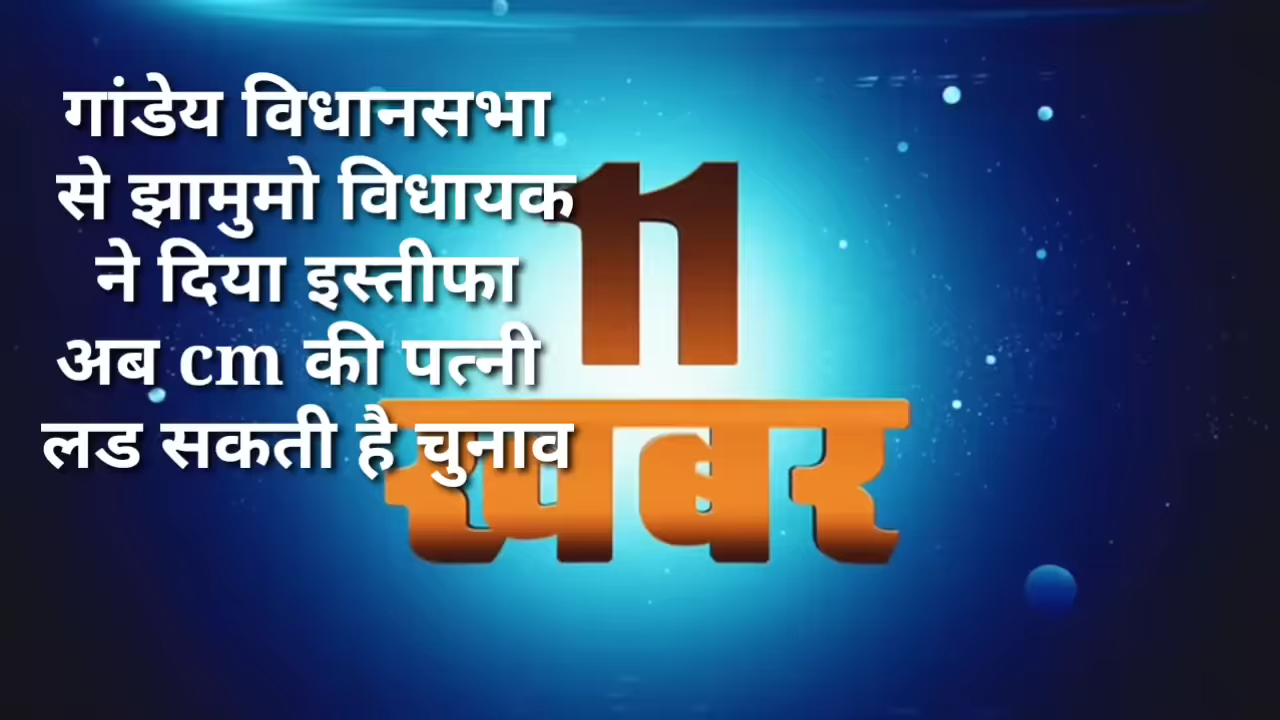 गांडेय विधानसभा
से झामुमो विधायक
ने दिया इस्तीफा
अब cm की पत्नी
लड सकती है चुनाव
11
खबर